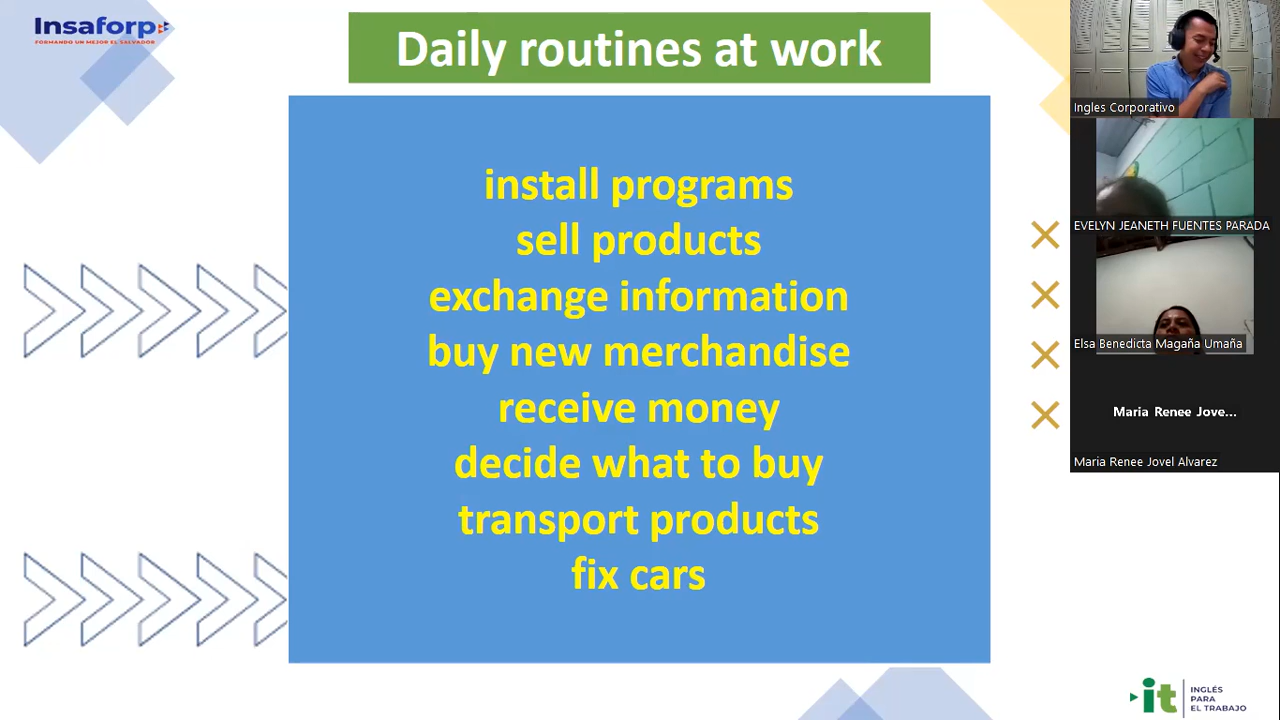 Insaforp
FORMANDO UN MEJOR EL SALVADOR
Daily routines at work
install programs
sell products
exchange information
buy new merchandise
receive money
decide what to buy
transport products
fix cars
Ingles Corporativo
EVELYN JEANETH FUENTES PARADA
Elsa Benedicta Magaña Umaña
Maria Renee Jove...
Maria Renee Jovel Alvarez
it
INGLÉS
PARA
EL TRABAJO